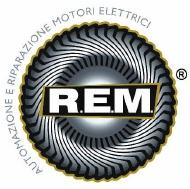 AUTOMAZIONE E RIPARAZIONE MOTORI ELETTRICI
R.E.M.
®